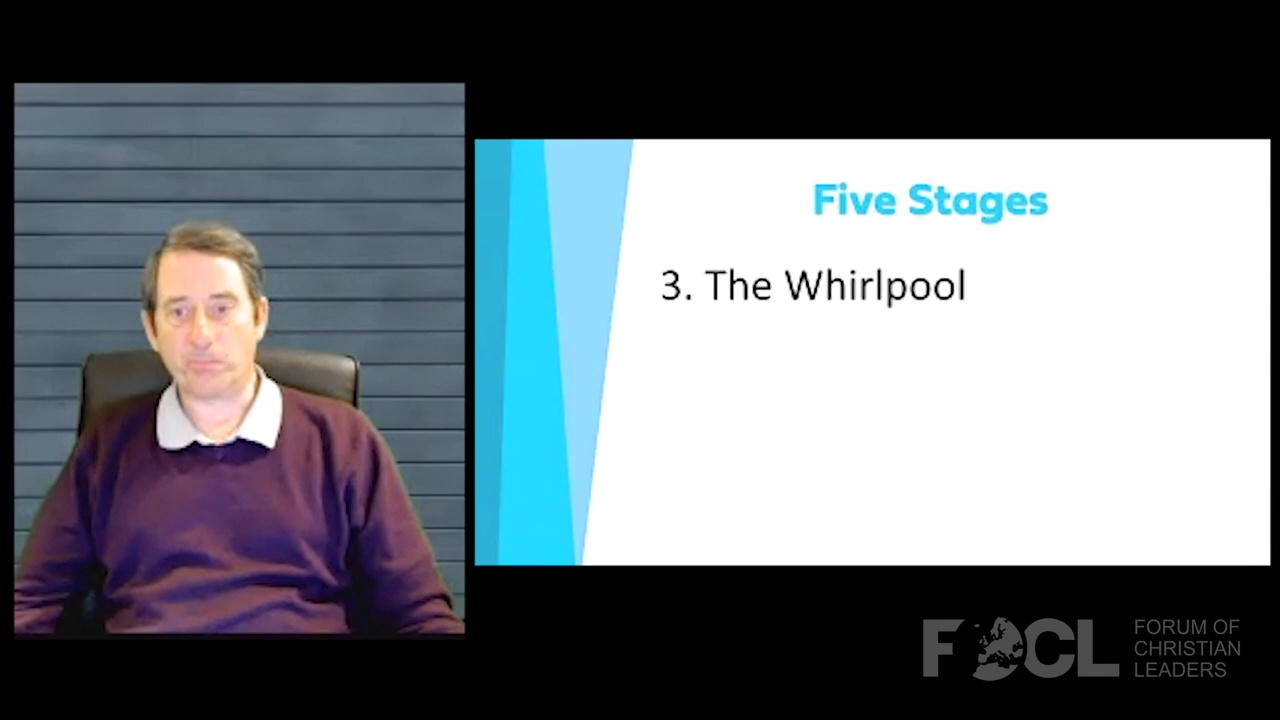 Five Stages
3. The Whirlpool
FOCL
FORUM OF
CHRISTIAN
LEADERS